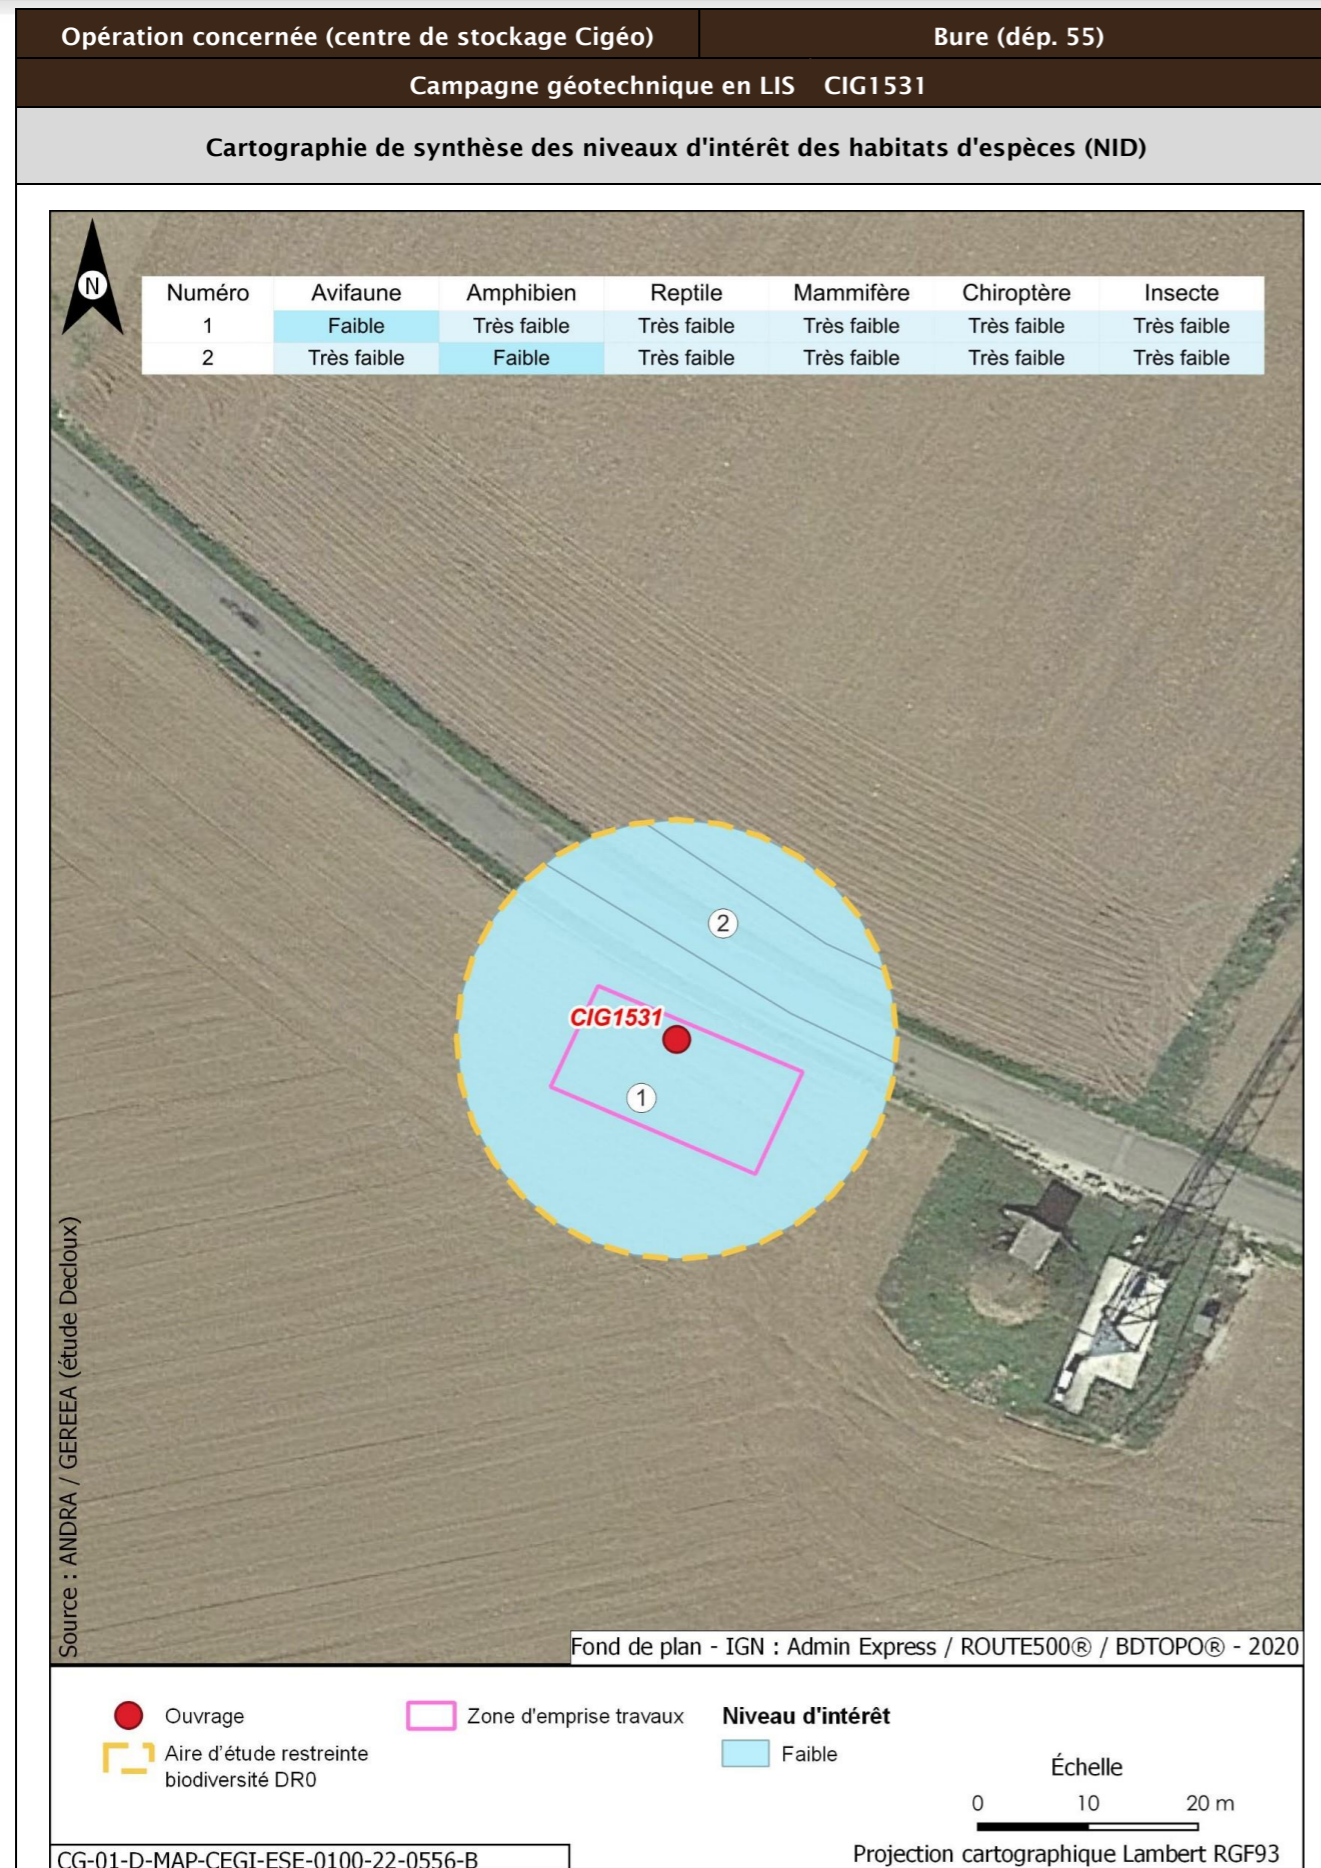 Opération concernée (centre de stockage Cigéo) Bure (dép. 55)
Campagne géotechnique en LIS CIG1531
Cartographie de synthèse des niveaux d'intérêt des habitats d'espèces (NID)
N
Numéro Avifaune Amphibien Reptile Mammifère Chiroptère Insecte
1 Faible Très faible Très faible Très faible Très faible Très faible
2 Très faible Faible Très faible Très faible Très faible Très faible
2
CIG1531
1
Source : ANDRA / GEREEA (étude Decloux)
Fond de plan - IGN : Admin Express / ROUTE500® / BDTOPO® - 2020
Ouvrage
Aire d'étude restreinte
biodiversité DR0
Zone d'emprise travaux
Niveau d'intérêt
Faible
Échelle
0 10 20 m
Projection cartographique Lambert RGF93
CG-01-D-MAP-CEGI-ESE-0100-22-0556-B